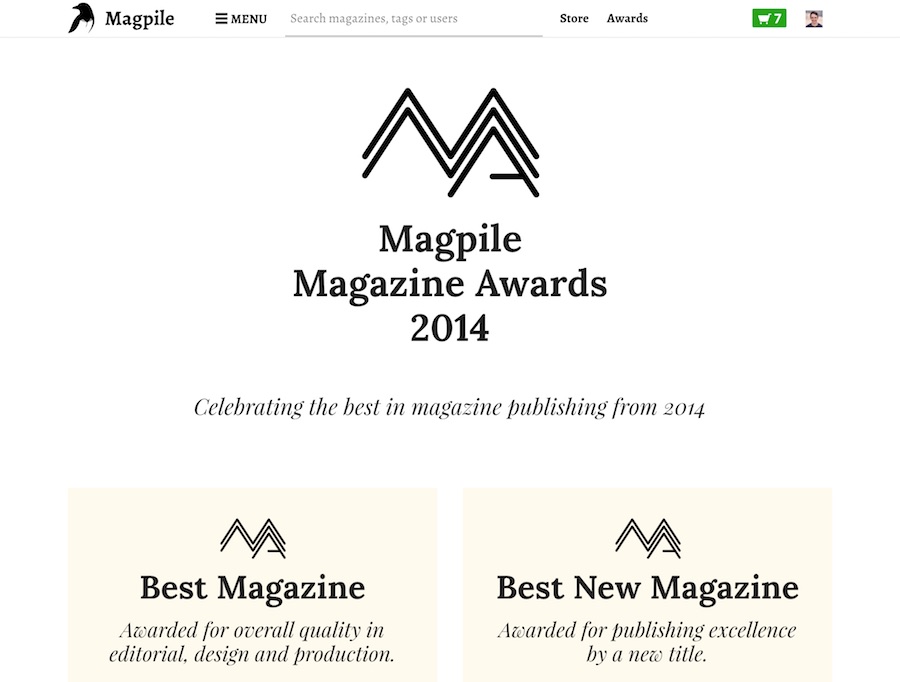 Magpile
MENU
Search magazines, tags or users
Store
Awards
7
Magpile
Magazine Awards
2014
Celebrating the best in magazine publishing from 2014
Best Magazine
Awarded for overall quality in
editorial, design and production.
Best New Magazine
Awarded for publishing excellence
by a new title.